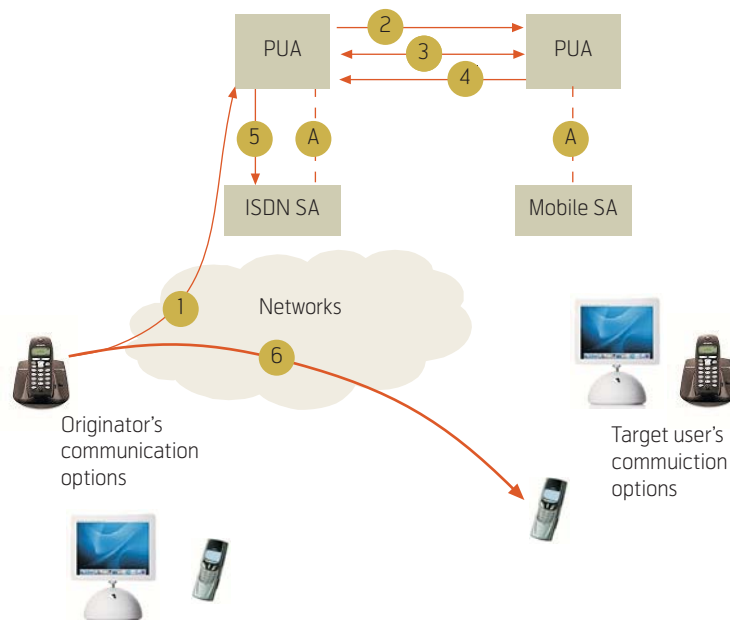 2
PUA
3
PUA
4
5
A
A
ISDN SA
Mobile SA
1
Networks
6
Originator's
communication
options
Target user's
commuiction
options